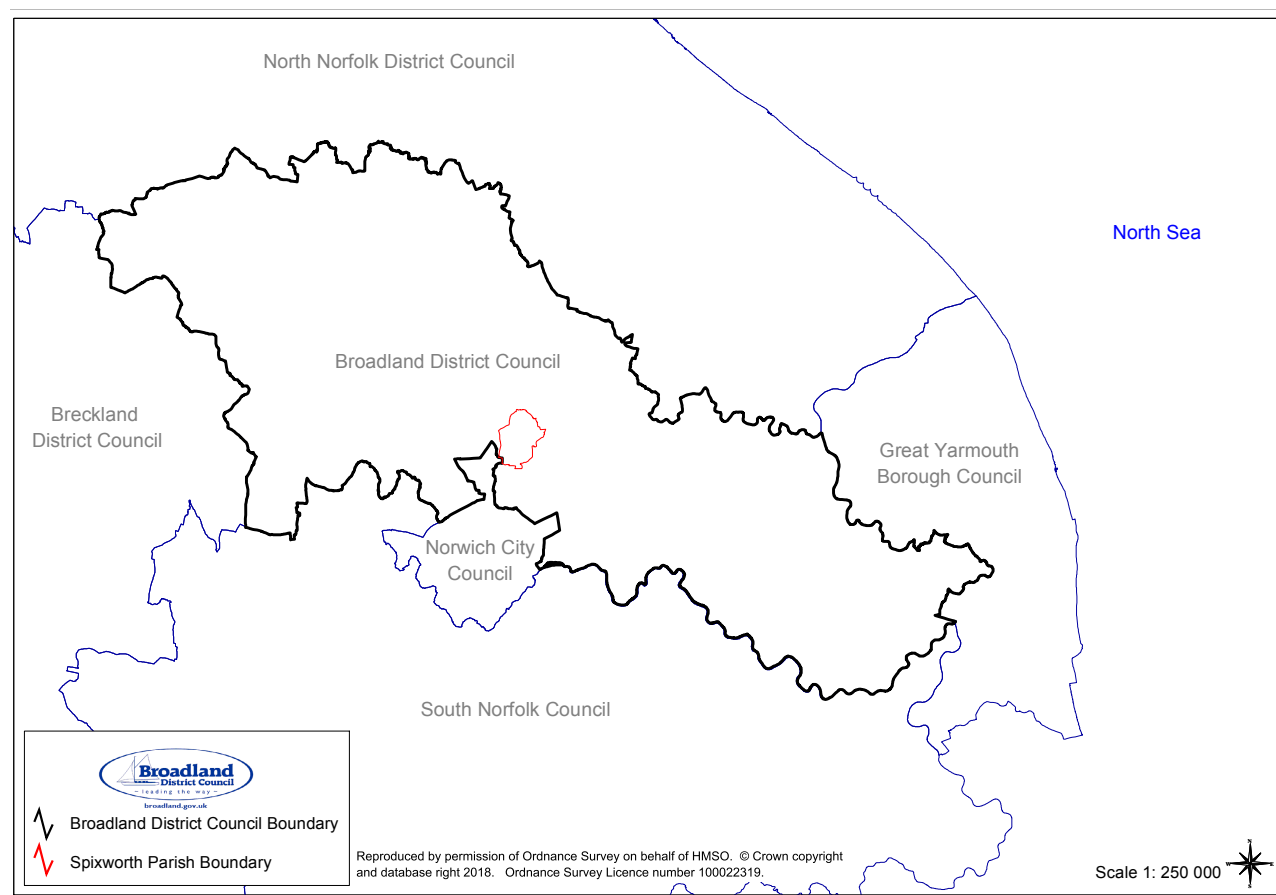 North Norfolk District Council
North Sea
Broadland District Council
Breckland
District Council
Great Yarmouth
Borough Council
Norwich City
Council
South Norfolk Council
Broadland
District Council
leading the way
broadland.gov.uk
Broadland District Council Boundary
Spixworth Parish Boundary
Reproduced by permission of Ordnance Survey on behalf of HMSO. © Crown copyright
and database right 2018. Ordnance Survey Licence number 100022319.
Scale 1: 250 000